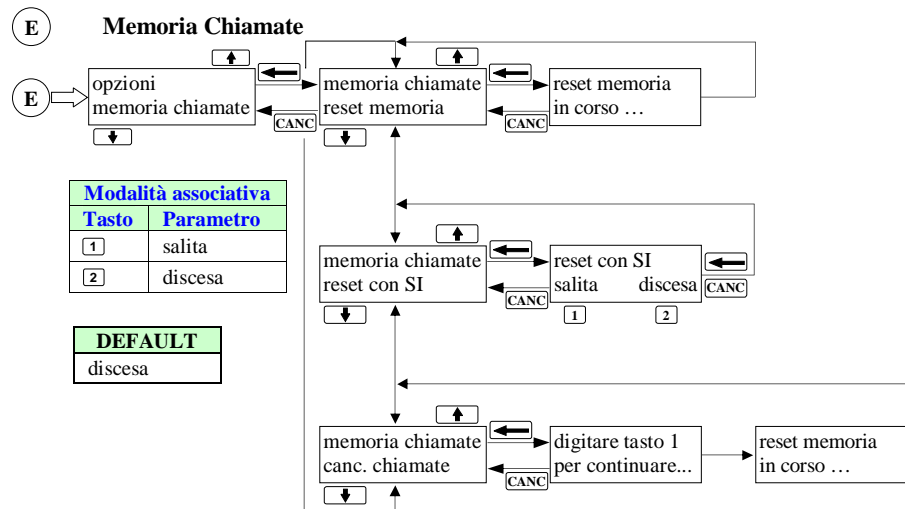 E Memoria Chiamate
E
opzioni
memoria chiamate
CANC
memoria chiamate
reset memoria
CANC
reset memoria
in corso …
Modalità associativa
Tasto Parametro
1 salita
2 discesa
DEFAULT
discesa
memoria chiamate
reset con SI
CANC
reset con SI
salita discesa
1 2
CANC
memoria chiamate
canc. chiamate
CANC
digitare tasto 1
per continuare...
reset memoria
in corso …